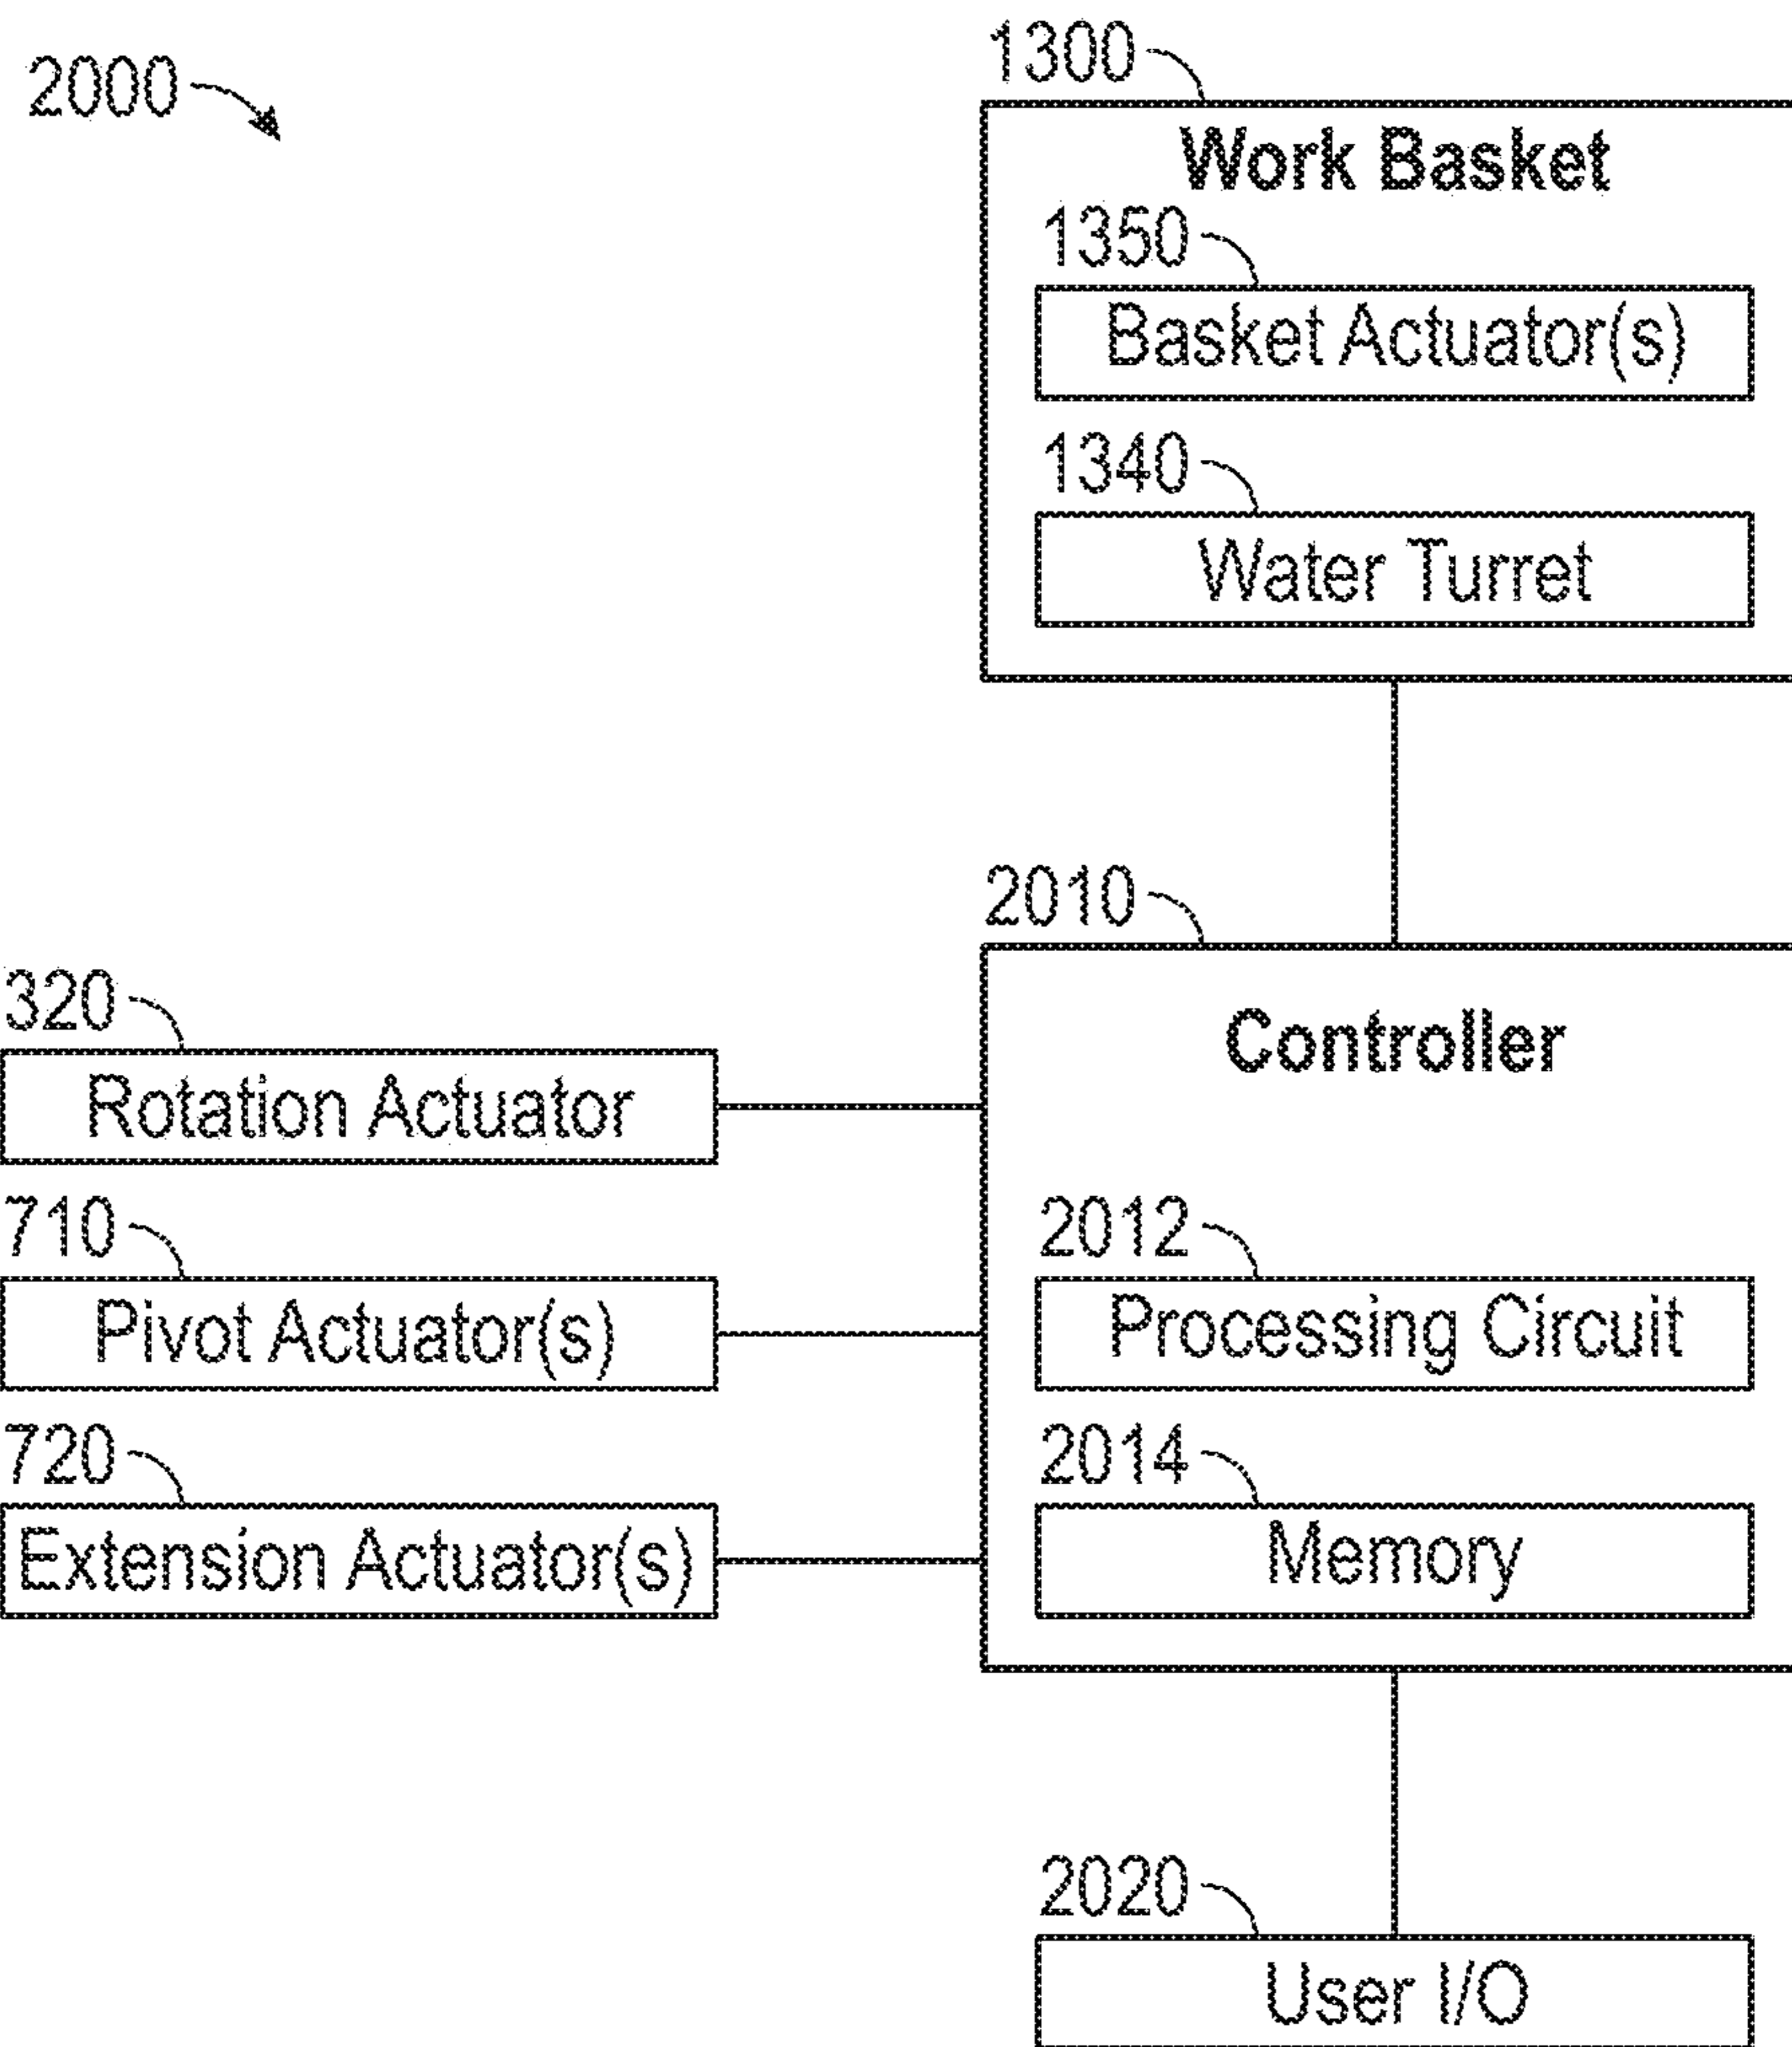 2000
1300
Work Basket
1350
Basket Actuator(s)
1340
Water Turret
2010
Controller
320
Rotation Actuator
710
Pivot Actuator(s)
720
Extension Actuator(s)
2012
Processing Circuit
2014
Memory
2020
User I/O